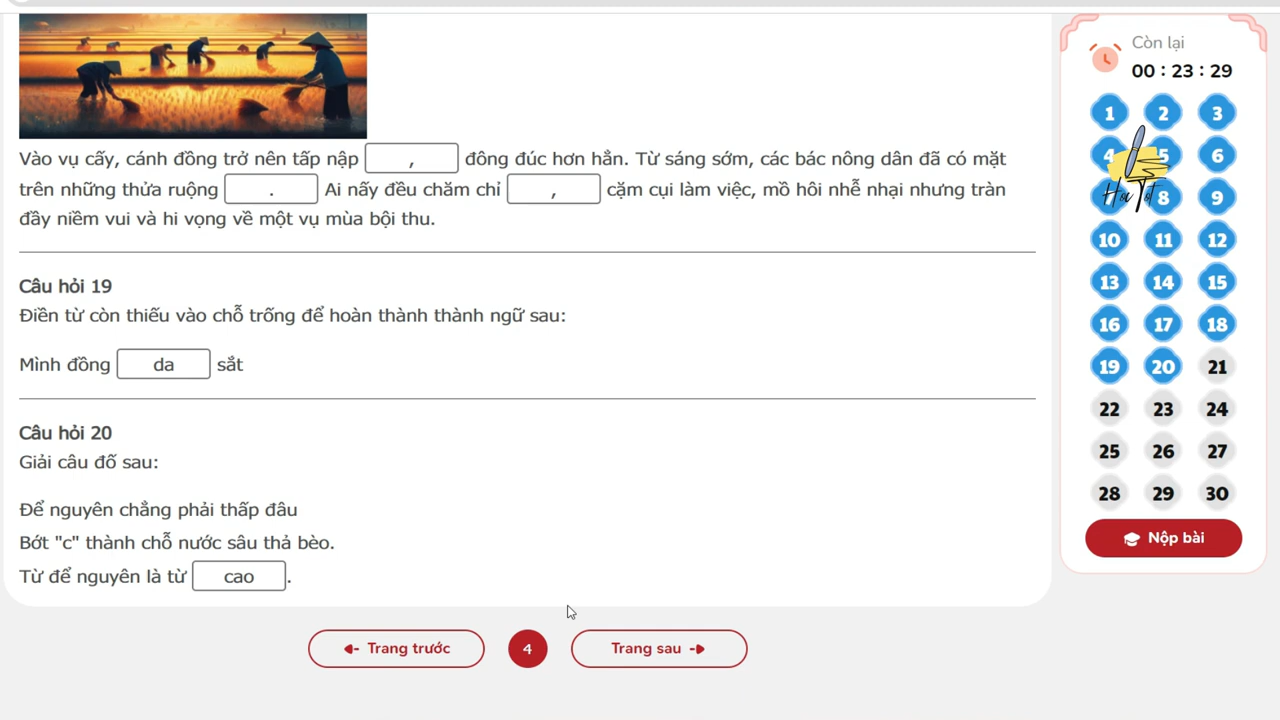 Vào vụ cấy, cánh đồng trở nên tấp nập , đông đúc hơn hẳn. Từ sáng sớm, các bác nông dân đã có mặt
trên những thửa ruộng . Ai nấy đều chăm chỉ , cặm cụi làm việc, mồ hôi nhễ nhại nhưng tràn
đầy niềm vui và hi vọng về một vụ mùa bội thu.
Câu hỏi 19
Điền từ còn thiếu vào chỗ trống để hoàn thành thành ngữ sau:
Mình đồng da sắt
Câu hỏi 20
Giải câu đố sau:
Để nguyên chẳng phải thấp đâu
Bớt "c" thành chỗ nước sâu thả bèo.
Từ để nguyên là từ cao .
Trang trước
4
Trang sau
Còn lại
00 : 23 : 29
1 2 3
4 5 6
8 9
Học Tốt
10 11 12
13 14 15
16 17 18
19 20 21
22 23 24
25 26 27
28 29 30
Nộp bài